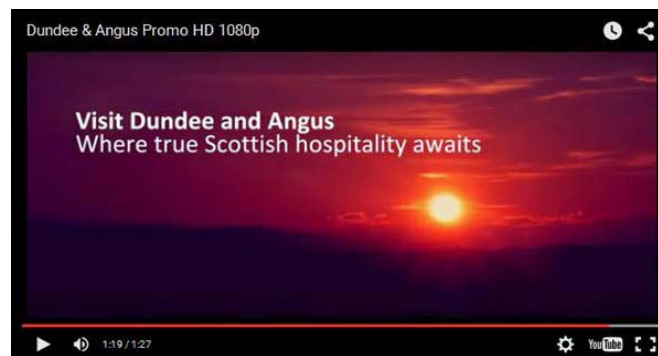 Dundee & Angus Promo HD 1080p
Visit Dundee and Angus
Where true Scottish hospitality awaits
1:19 / 1:27
YouTube